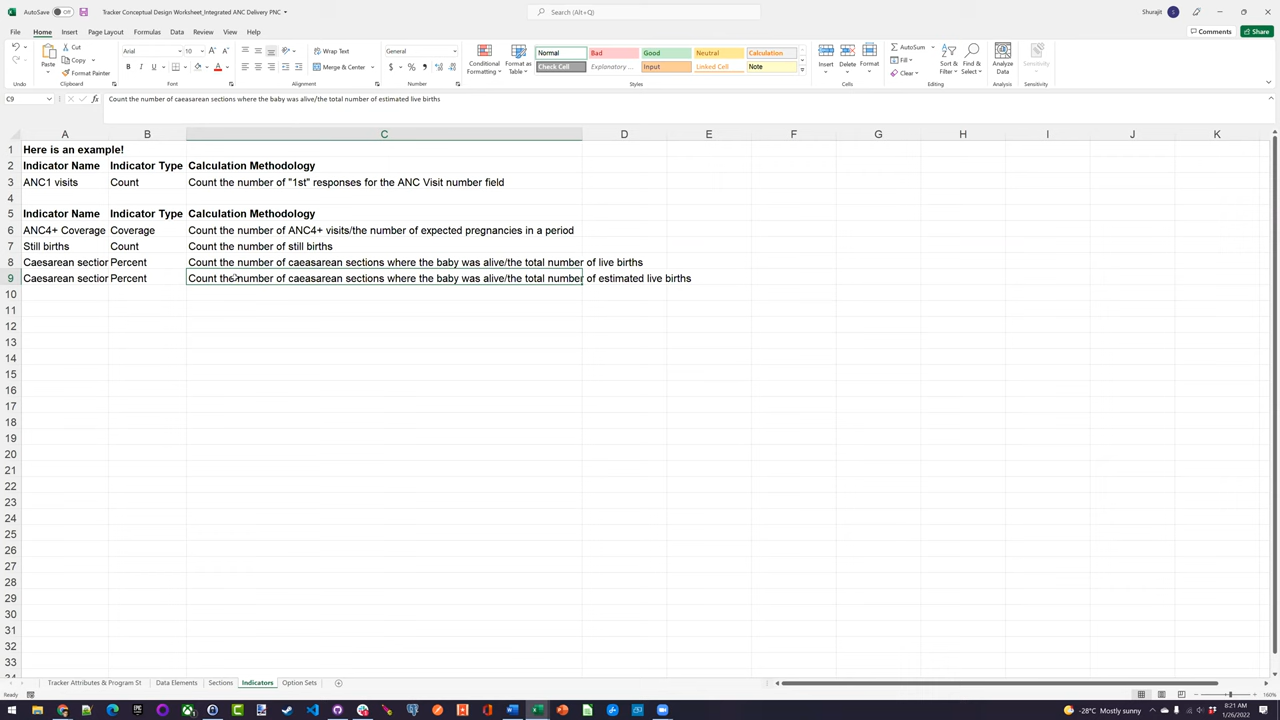 AutoSave Off Tracker Conceptual Design Worksheet_Integrated ANC Delivery PNC Search (Alt+Q) Shurajit S
File Home Insert Page Layout Formulas Data Review View Help Comments Share
Undo Paste Cut Copy Format Painter Clipboard
Arial 10 B I U Font
Wrap Text Merge & Center Alignment
General $ % Number
Conditional Formatting Format as Table
Normal Bad Good Neutral Calculation
Check Cell Explanatory ... Input Linked Cell Note
Styles
Insert Delete Format Cells
AutoSum Fill Clear Sort & Filter Find & Select Editing
Analyze Data Analysis
Sensitivity Sensitivity
C9 fx Count the number of caeasarean sections where the baby was alive/the total number of estimated live births
A B C D E F G H I J K
1 Here is an example!
2 Indicator Name Indicator Type Calculation Methodology
3 ANC1 visits Count Count the number of "1st" responses for the ANC Visit number field
4
5 Indicator Name Indicator Type Calculation Methodology
6 ANC4+ Coverage Coverage Count the number of ANC4+ visits/the number of expected pregnancies in a period
7 Still births Count Count the number of still births
8 Caesarean sectior Percent Count the number of caeasarean sections where the baby was alive/the total number of live births
9 Caesarean sectior Percent Count the number of caeasarean sections where the baby was alive/the total number of estimated live births
10
11
12
13
14
15
16
17
18
19
20
21
22
23
24
25
26
27
28
29
30
31
32
33
34
Tracker Attributes & Program St Data Elements Sections Indicators Option Sets
Ready 160%
-28°C Mostly sunny 8:21 AM
1/26/2022